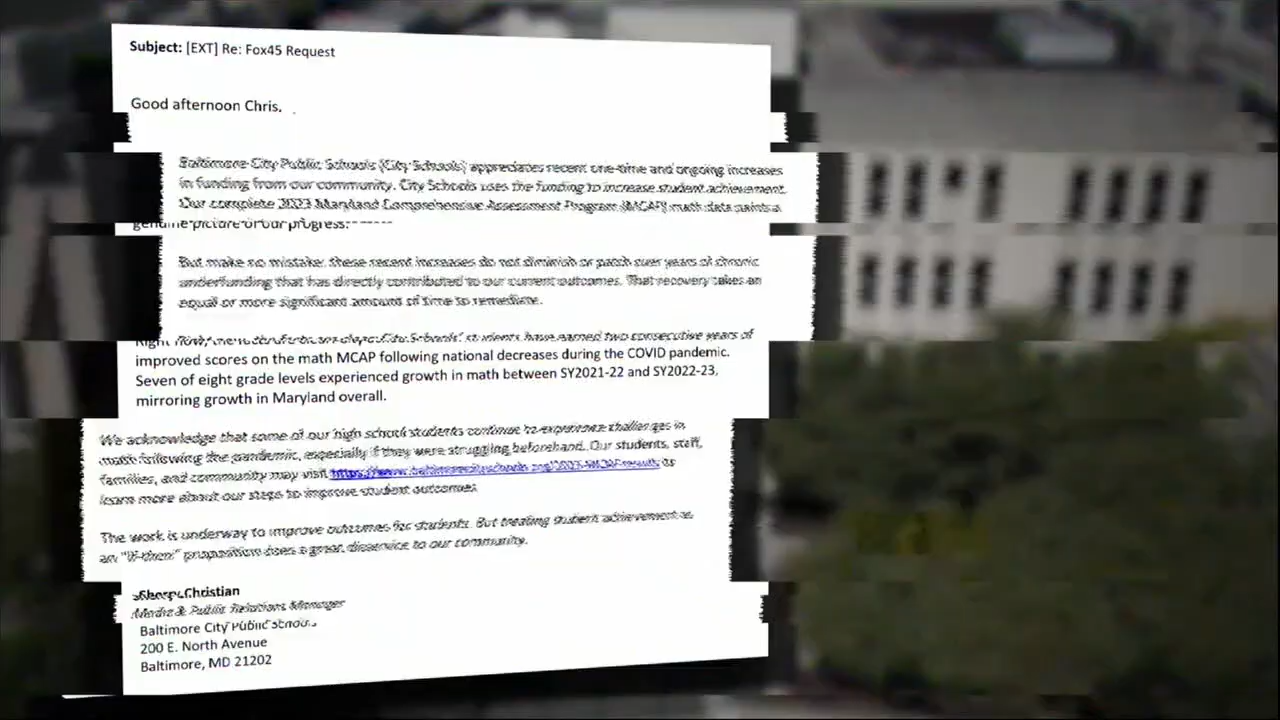 Subject: [EXT] Re: Fox45 Request
Good afternoon Chris.
Baltimore City Public Schools (City Schools) appreciates recent one-time and ongoing increases
in funding from our community. City Schools uses the funding to increase student achievement.
Our complete 2023 Maryland Comprehensive Assessment Program (MCAP) math data paints a
genuine picture of our progress.
But make no mistake, these recent increases do not diminish or patch over years of chronic
underfunding that has directly contributed to our current outcomes. That recovery takes an
equal or more significant amount of time to remediate.
Right now, City Schools' students have earned two consecutive years of
improved scores on the math MCAP following national decreases during the COVID pandemic.
Seven of eight grade levels experienced growth in math between SY2021-22 and SY2022-23,
mirroring growth in Maryland overall.
We acknowledge that some of our high school students continue to experience challenges in
math following the pandemic, especially if they were struggling beforehand. Our students, staff,
families, and community may visit to
learn more about our steps to improve student outcomes.
The work is underway to improve outcomes for students. But treating student achievement as
an "if-then" proposition does a great disservice to our community.
Christian
Media & Public Relations Manager
Baltimore City Public Schools
200 E. North Avenue
Baltimore, MD 21202